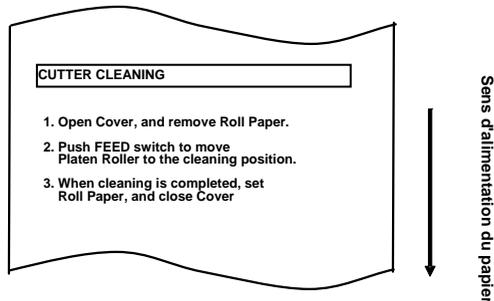 CUTTER CLEANING
1. Open Cover, and remove Roll Paper.
2. Push FEED switch to move
Platen Roller to the cleaning position.
3. When cleaning is completed, set
Roll Paper, and close Cover
Sens d'alimentation du papier